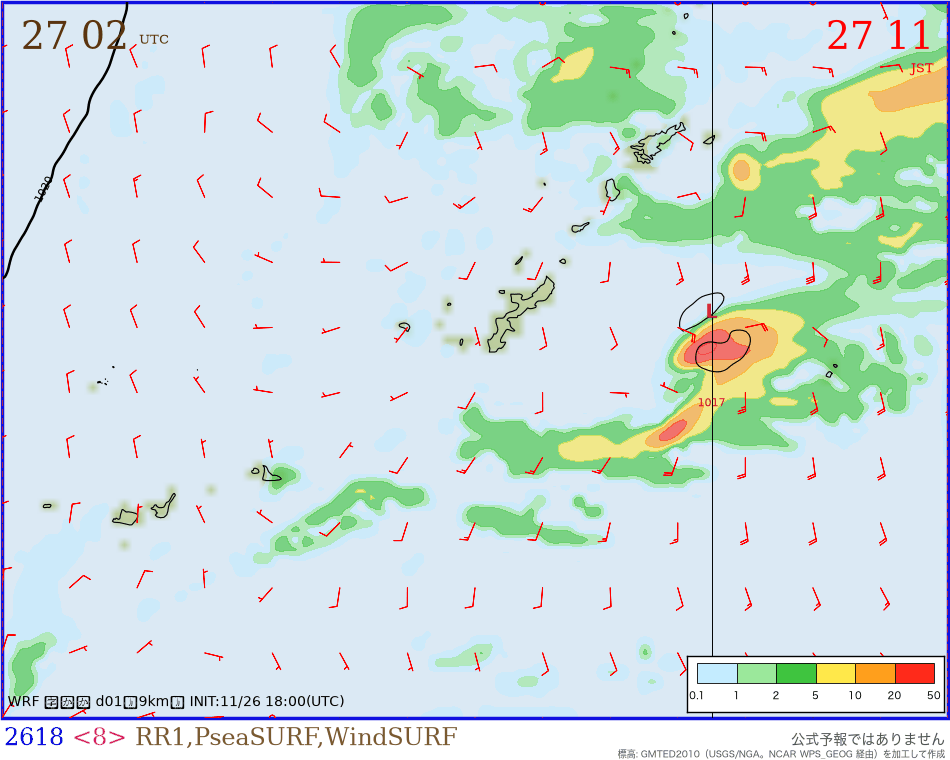 27 02 UTC
27 11
JST
1020
L
1017
0.1 1 2 5 10 20 50
WRF d01 9km INIT:11/26 18:00(UTC)
2618 <8> RR1,PseaSURF,WindSURF
公式予報ではありません
標高: GMTED2010（USGS/NGA。NCAR WPS_GEOG 経由）を加工して作成